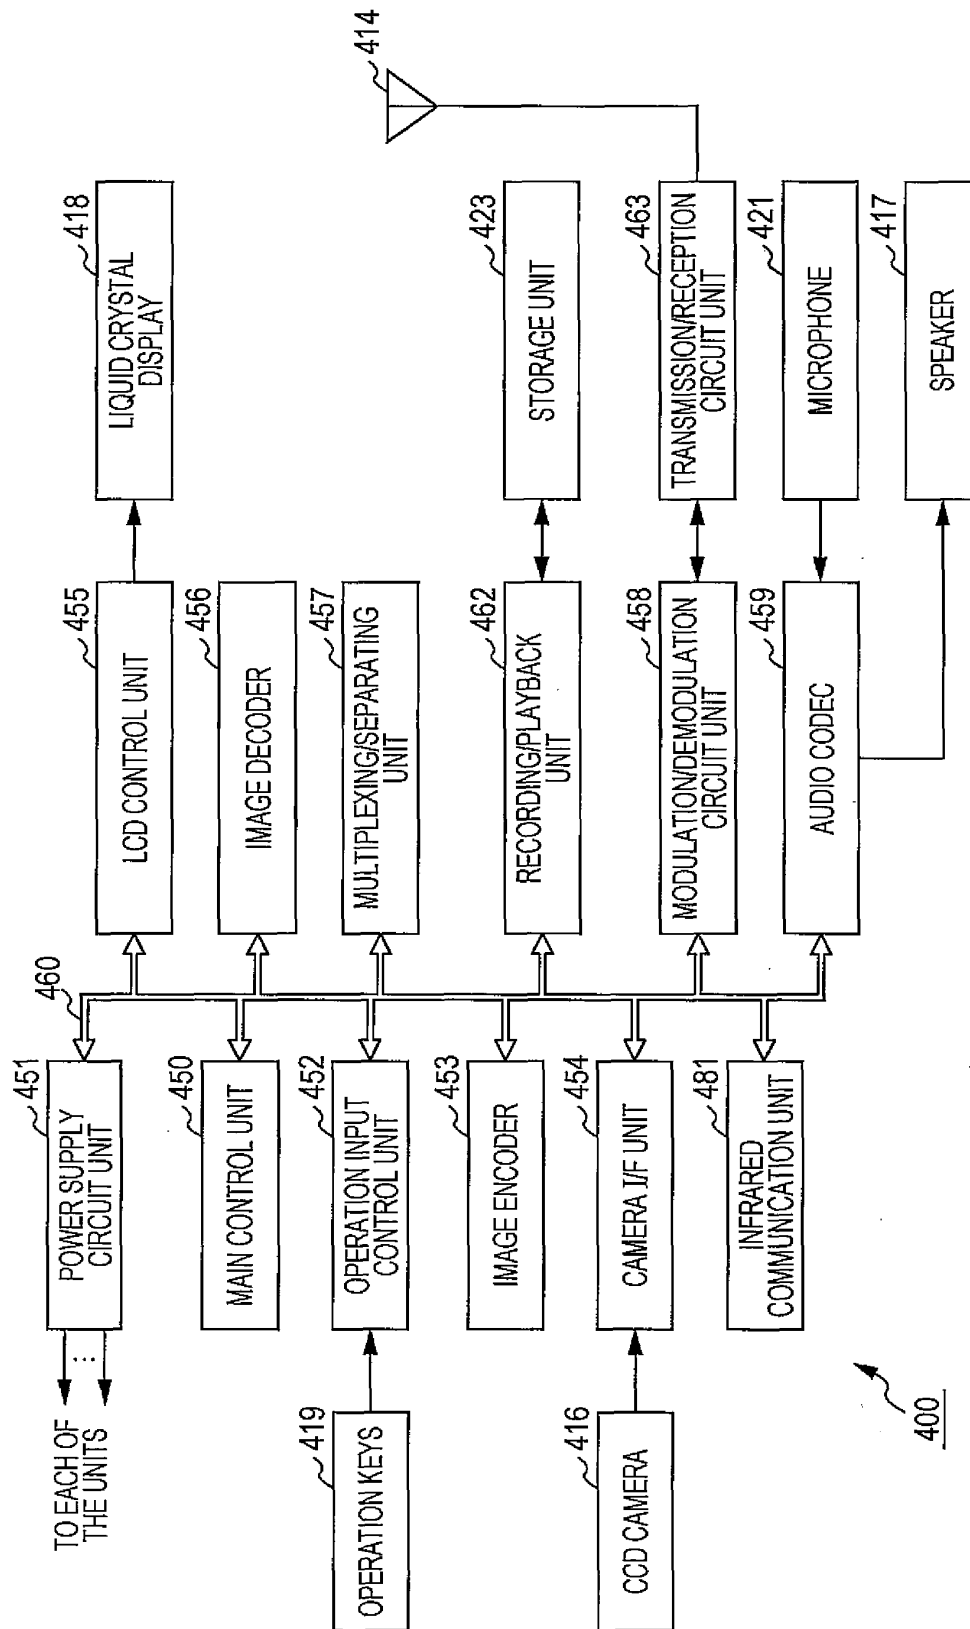 TO EACH OF
THE UNITS
...
POWER SUPPLY
CIRCUIT UNIT
451
460
MAIN CONTROL UNIT
450
OPERATION KEYS
419
OPERATION INPUT
CONTROL UNIT
452
IMAGE ENCODER
453
CCD CAMERA
416
CAMERA I/F UNIT
454
INFRARED
COMMUNICATION UNIT
481
400
LCD CONTROL UNIT
455
LIQUID CRYSTAL
DISPLAY
418
IMAGE DECODER
456
MULTIPLEXING/SEPARATING
UNIT
457
RECORDING/PLAYBACK
UNIT
462
STORAGE UNIT
423
MODULATION/DEMODULATION
CIRCUIT UNIT
458
TRANSMISSION/RECEPTION
CIRCUIT UNIT
463
414
AUDIO CODEC
459
MICROPHONE
421
SPEAKER
417